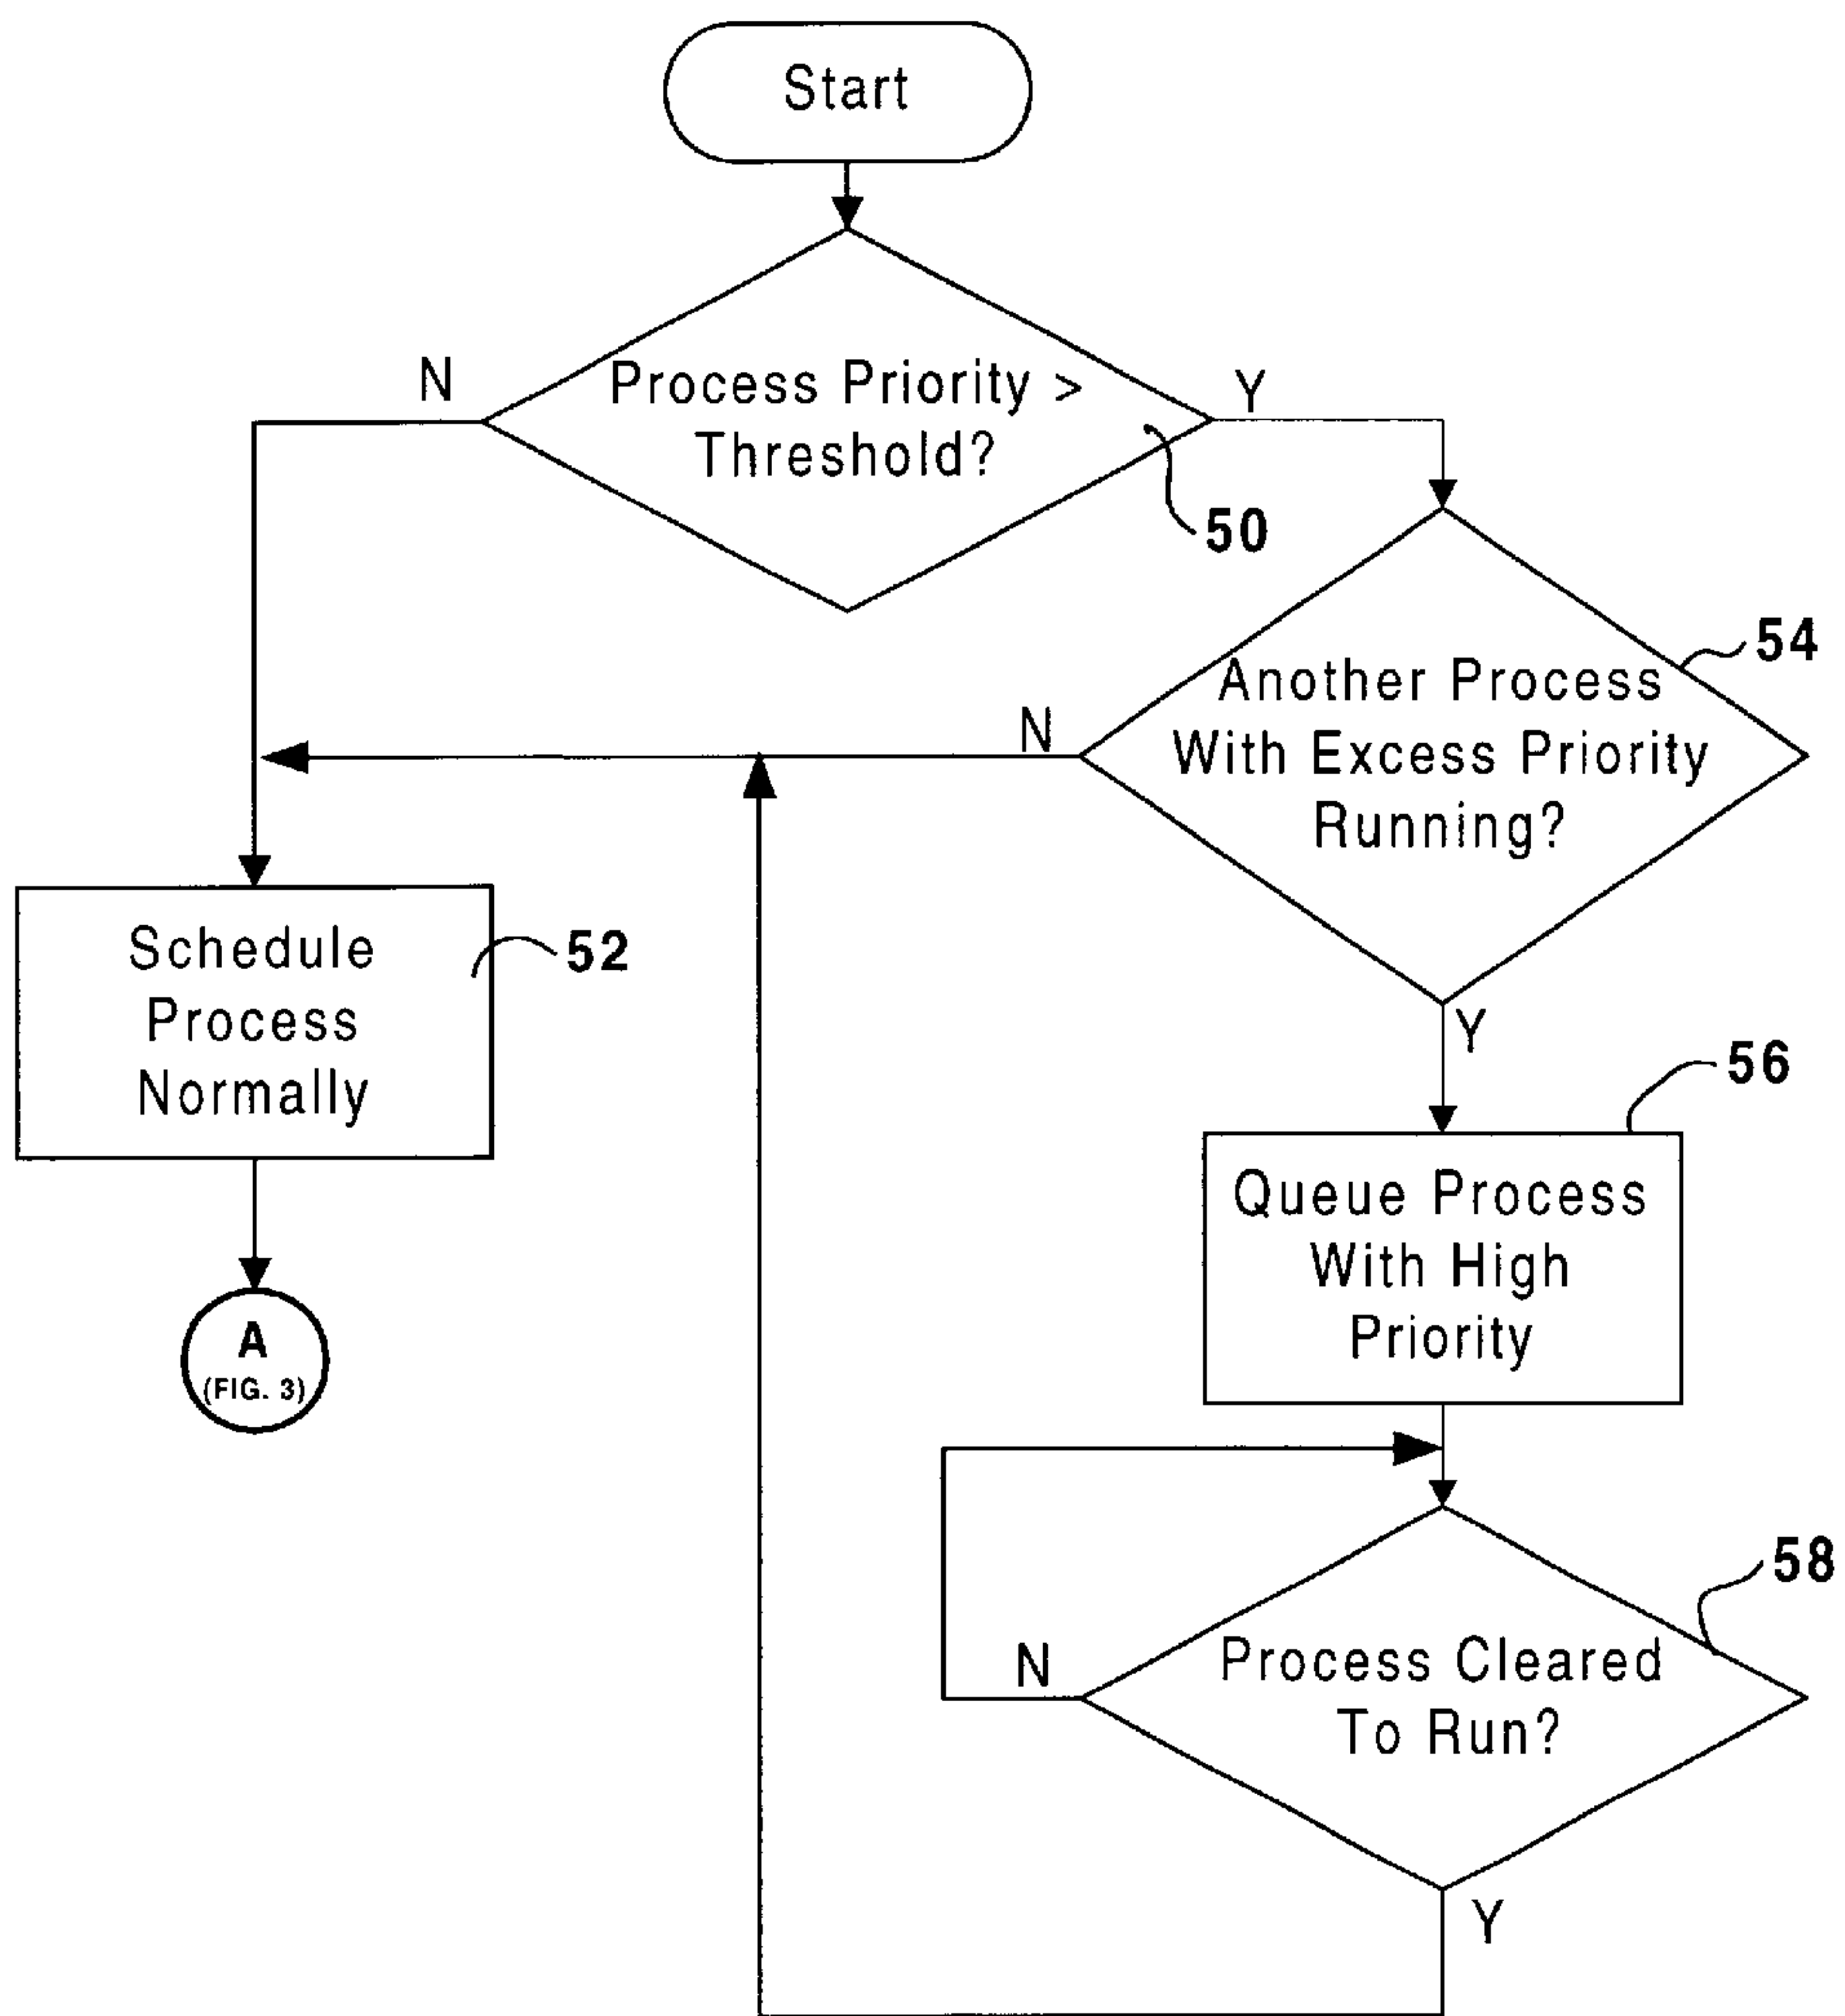 Start
N
Process Priority >
Threshold?
Y
50
54
Another Process
With Excess Priority
Running?
N
Y
Schedule
Process
Normally
52
56
Queue Process
With High
Priority
A
(FIG. 3)
58
Process Cleared
To Run?
N
Y